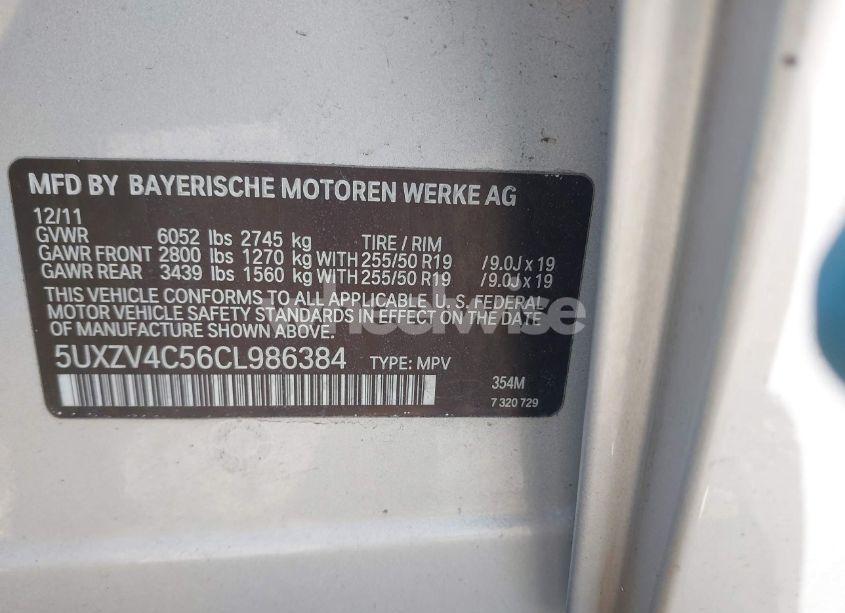 MFD BY BAYERISCHE MOTOREN WERKE AG
12/11
GVWR 6052 lbs 2745 kg TIRE / RIM
GAWR FRONT 2800 lbs 1270 kg WITH 255/50 R19 / 9.0J x 19
GAWR REAR 3439 lbs 1560 kg WITH 255/50 R19 / 9.0J x 19
THIS VEHICLE CONFORMS TO ALL APPLICABLE U. S. FEDERAL
MOTOR VEHICLE SAFETY STANDARDS IN EFFECT ON THE DATE
OF MANUFACTURE SHOWN ABOVE.
5UXZV4C56CL986384 TYPE: MPV
354M
7 320 729